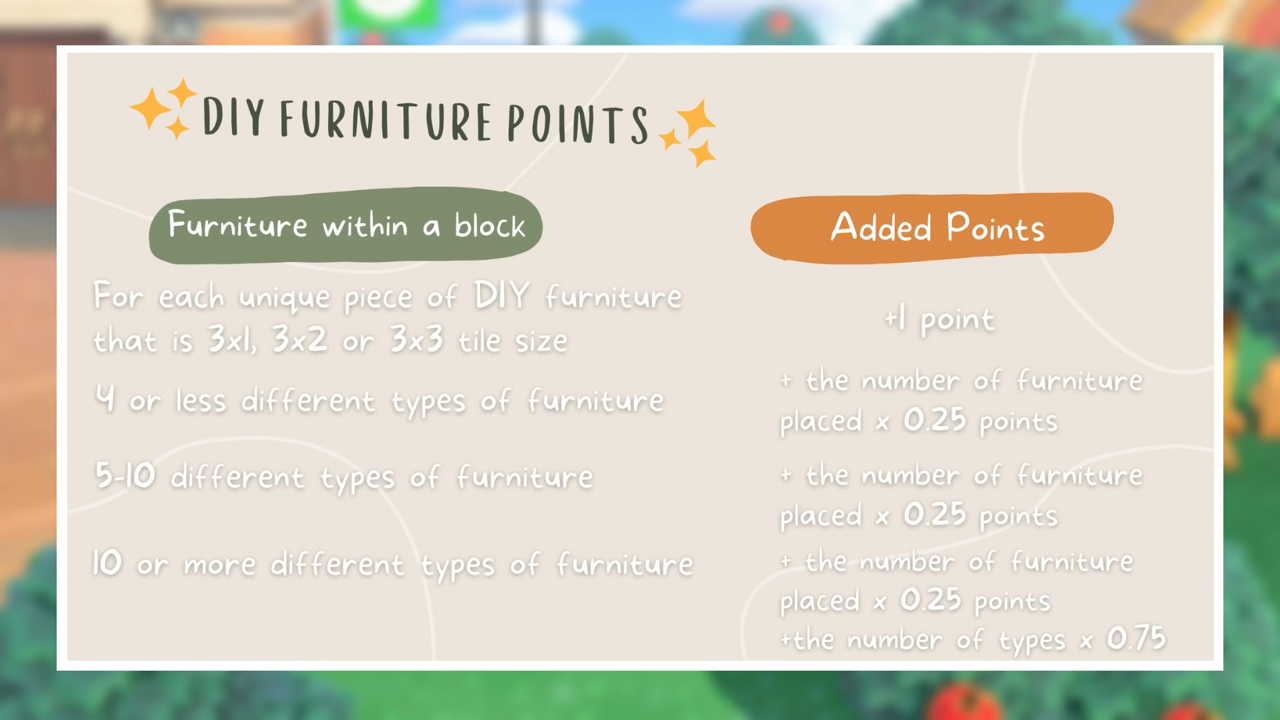 DIY FURNITURE POINTS
Furniture within a block
Added Points
For each unique piece of DIY furniture
that is 3x1, 3x2 or 3x3 tile size
+1 point
4 or less different types of furniture
+ the number of furniture
placed x 0.25 points
5-10 different types of furniture
+ the number of furniture
placed x 0.25 points
10 or more different types of furniture
+ the number of furniture
placed x 0.25 points
+the number of types x 0.75